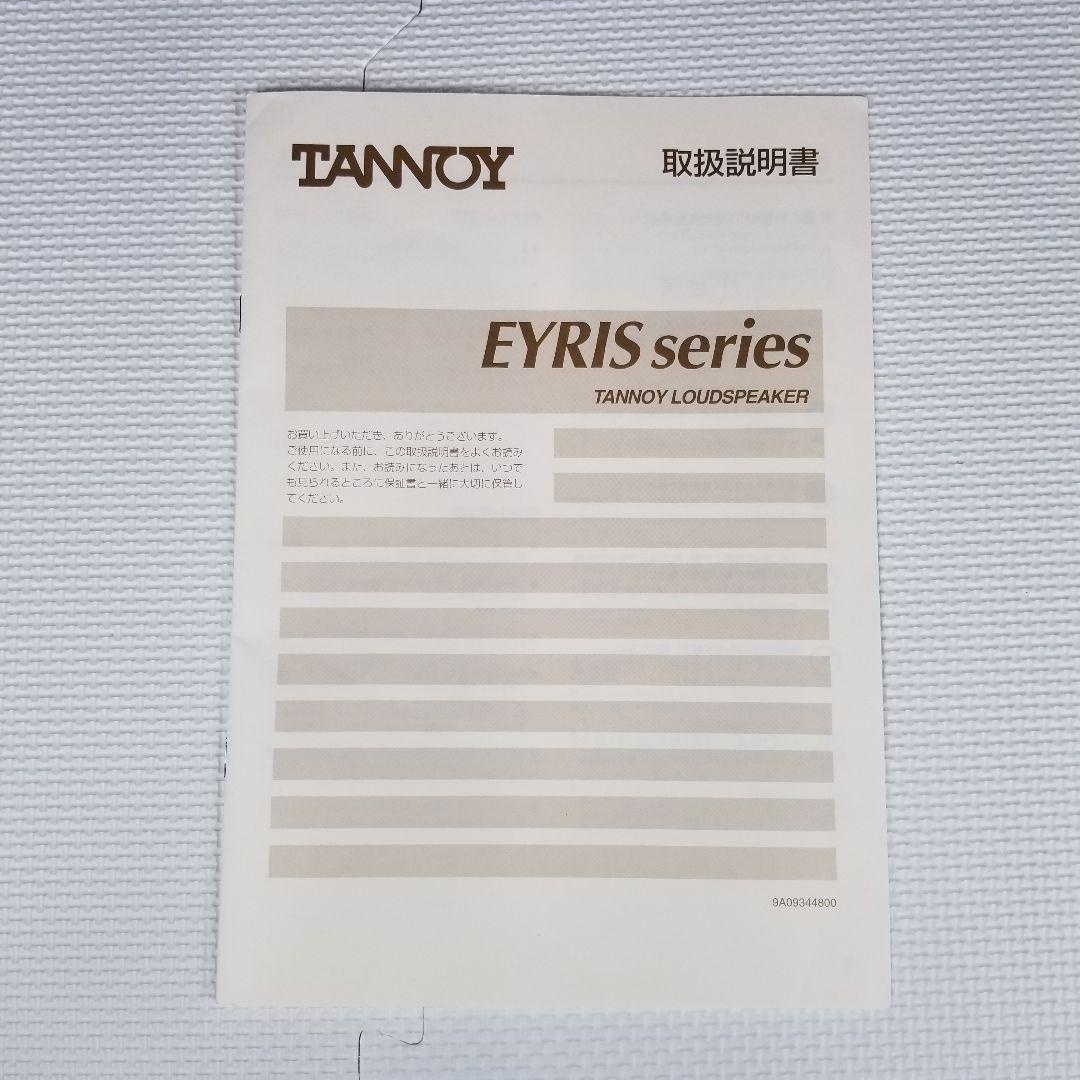 TANNOY
取扱説明書
EYRIS series
TANNOY LOUDSPEAKER
お買い上げいただき、ありがとうございます。
ご使用になる前に、この取扱説明書をよくお読み
ください。また、お読みになったあとは、いつで
も見られるところに保証書と一緒に大切に保管し
てください。
9A09344800